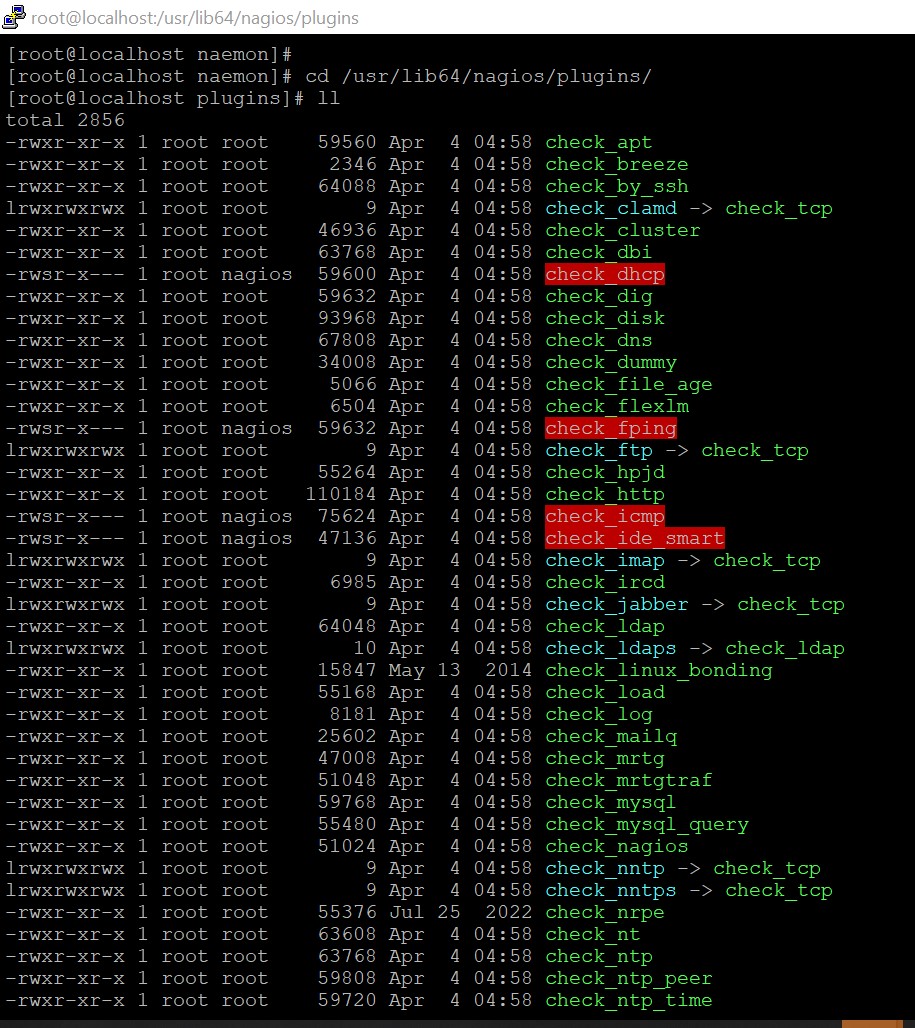 root@localhost:/usr/lib64/nagios/plugins
[root@localhost naemon]#
[root@localhost naemon]# cd /usr/lib64/nagios/plugins/
[root@localhost plugins]# ll
total 2856
-rwxr-xr-x 1 root root    59560 Apr  4 04:58 check_apt
-rwxr-xr-x 1 root root     2346 Apr  4 04:58 check_breeze
-rwxr-xr-x 1 root root    64088 Apr  4 04:58 check_by_ssh
lrwxrwxrwx 1 root root        9 Apr  4 04:58 check_clamd -> check_tcp
-rwxr-xr-x 1 root root    46936 Apr  4 04:58 check_cluster
-rwxr-xr-x 1 root root    63768 Apr  4 04:58 check_dbi
-rwsr-x--- 1 root nagios  59600 Apr  4 04:58 check_dhcp
-rwxr-xr-x 1 root root    59632 Apr  4 04:58 check_dig
-rwxr-xr-x 1 root root    93968 Apr  4 04:58 check_disk
-rwxr-xr-x 1 root root    67808 Apr  4 04:58 check_dns
-rwxr-xr-x 1 root root    34008 Apr  4 04:58 check_dummy
-rwxr-xr-x 1 root root     5066 Apr  4 04:58 check_file_age
-rwxr-xr-x 1 root root     6504 Apr  4 04:58 check_flexlm
-rwsr-x--- 1 root nagios  59632 Apr  4 04:58 check_fping
lrwxrwxrwx 1 root root        9 Apr  4 04:58 check_ftp -> check_tcp
-rwxr-xr-x 1 root root    55264 Apr  4 04:58 check_hpjd
-rwxr-xr-x 1 root root   110184 Apr  4 04:58 check_http
-rwsr-x--- 1 root nagios  75624 Apr  4 04:58 check_icmp
-rwsr-x--- 1 root nagios  47136 Apr  4 04:58 check_ide_smart
lrwxrwxrwx 1 root root        9 Apr  4 04:58 check_imap -> check_tcp
-rwxr-xr-x 1 root root     6985 Apr  4 04:58 check_ircd
lrwxrwxrwx 1 root root        9 Apr  4 04:58 check_jabber -> check_tcp
-rwxr-xr-x 1 root root    64048 Apr  4 04:58 check_ldap
lrwxrwxrwx 1 root root       10 Apr  4 04:58 check_ldaps -> check_ldap
-rwxr-xr-x 1 root root    15847 May 13  2014 check_linux_bonding
-rwxr-xr-x 1 root root    55168 Apr  4 04:58 check_load
-rwxr-xr-x 1 root root     8181 Apr  4 04:58 check_log
-rwxr-xr-x 1 root root    25602 Apr  4 04:58 check_mailq
-rwxr-xr-x 1 root root    47008 Apr  4 04:58 check_mrtg
-rwxr-xr-x 1 root root    51048 Apr  4 04:58 check_mrtgtraf
-rwxr-xr-x 1 root root    59768 Apr  4 04:58 check_mysql
-rwxr-xr-x 1 root root    55480 Apr  4 04:58 check_mysql_query
-rwxr-xr-x 1 root root    51024 Apr  4 04:58 check_nagios
lrwxrwxrwx 1 root root        9 Apr  4 04:58 check_nntp -> check_tcp
lrwxrwxrwx 1 root root        9 Apr  4 04:58 check_nntps -> check_tcp
-rwxr-xr-x 1 root root    55376 Jul 25  2022 check_nrpe
-rwxr-xr-x 1 root root    63608 Apr  4 04:58 check_nt
-rwxr-xr-x 1 root root    63768 Apr  4 04:58 check_ntp
-rwxr-xr-x 1 root root    59808 Apr  4 04:58 check_ntp_peer
-rwxr-xr-x 1 root root    59720 Apr  4 04:58 check_ntp_time